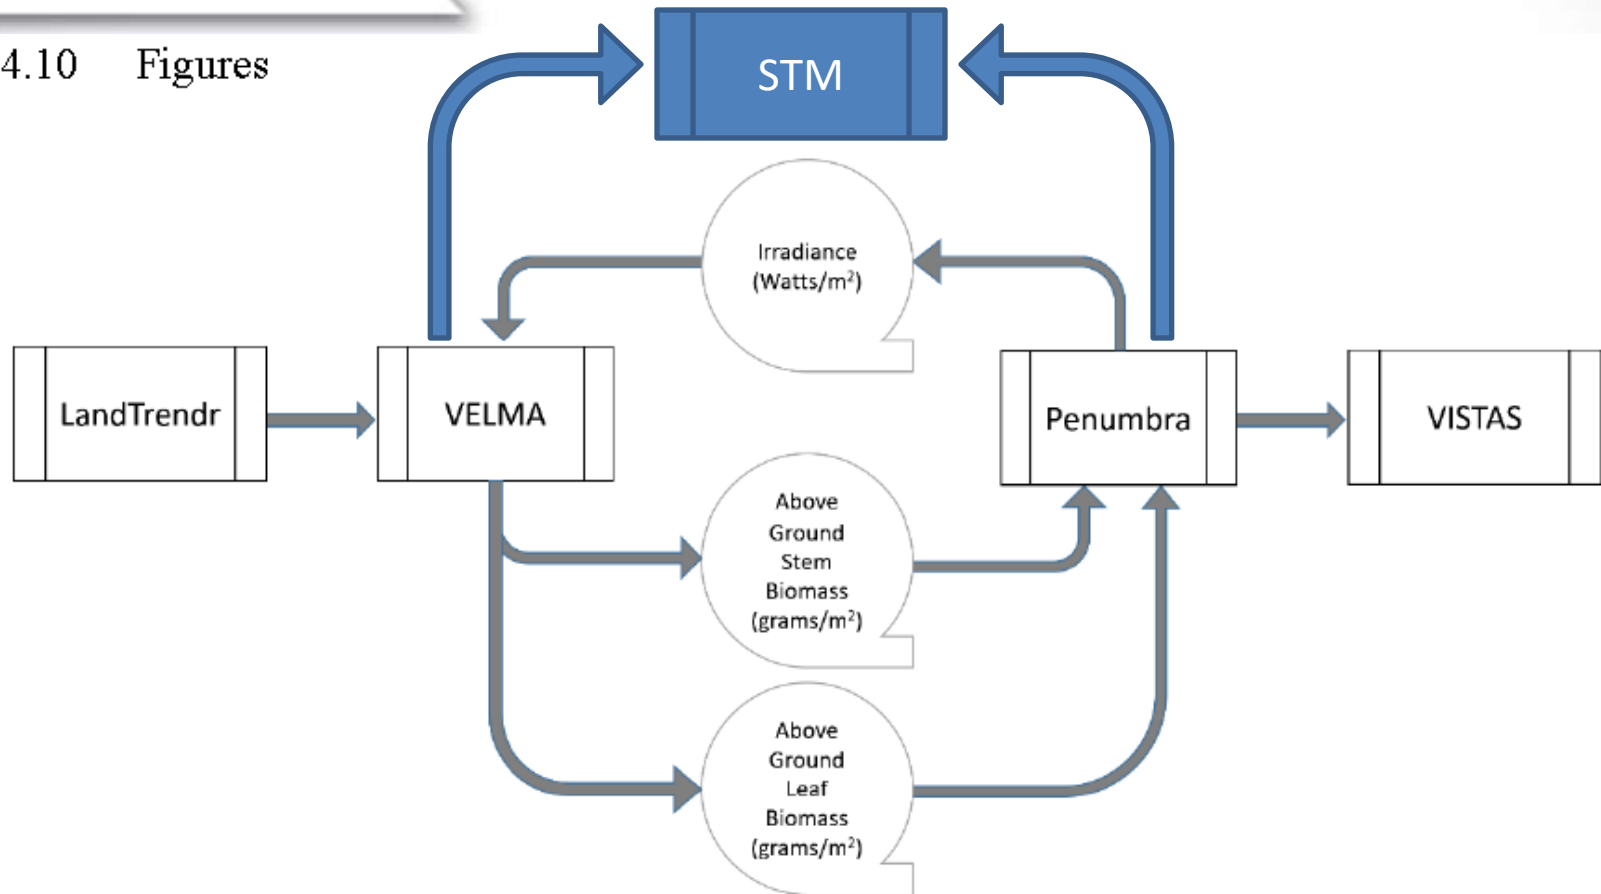 4.10 Figures
STM
Irradiance
(Watts/m²)
LandTrendr
VELMA
Penumbra
VISTAS
Above
Ground
Stem
Biomass
(grams/m²)
Above
Ground
Leaf
Biomass
(grams/m²)